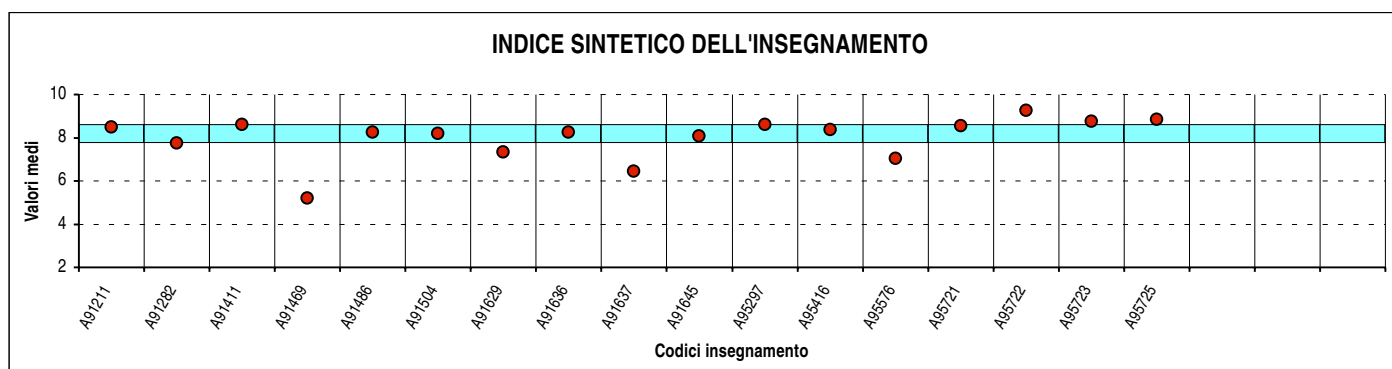 INDICE SINTETICO DELL'INSEGNAMENTO
Valori medi
10
8
6
4
2
A91211
A91282
A91411
A91469
A91486
A91504
A91629
A91636
A91637
A91645
A95297
A95416
A95576
A95721
A95722
A95723
A95725
Codici insegnamento